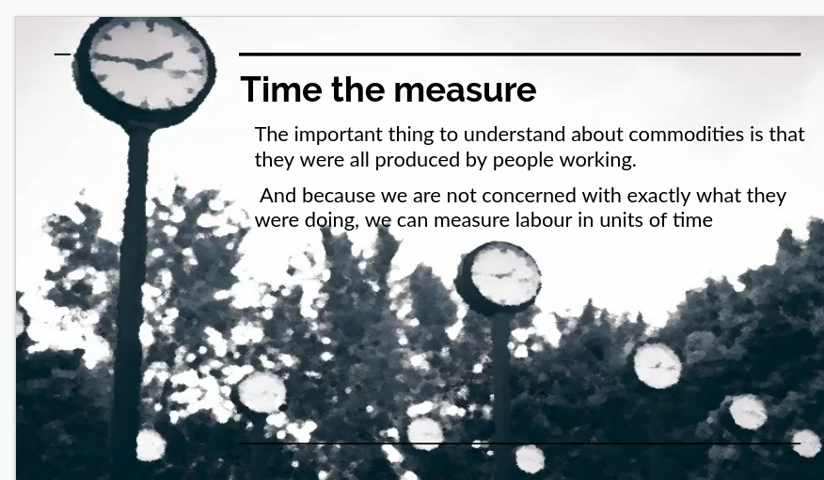 Time the measure
The important thing to understand about commodities is that
they were all produced by people working.
And because we are not concerned with exactly what they
were doing, we can measure labour in units of time